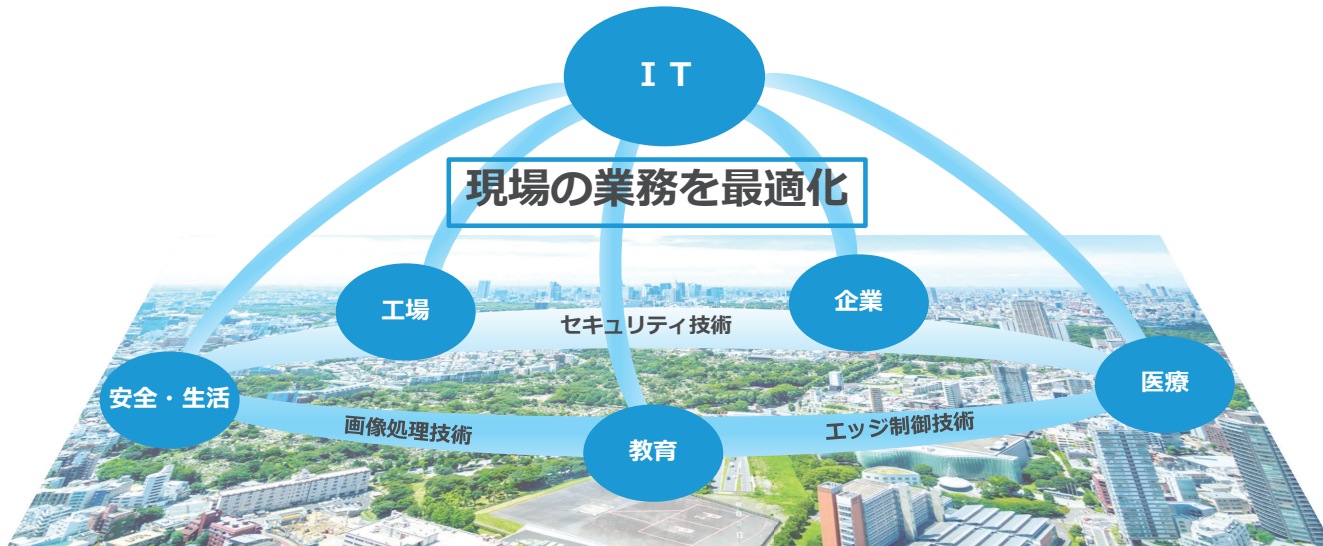 ＩＴ
現場の業務を最適化
工場
企業
セキュリティ技術
安全・生活
医療
画像処理技術
エッジ制御技術
教育